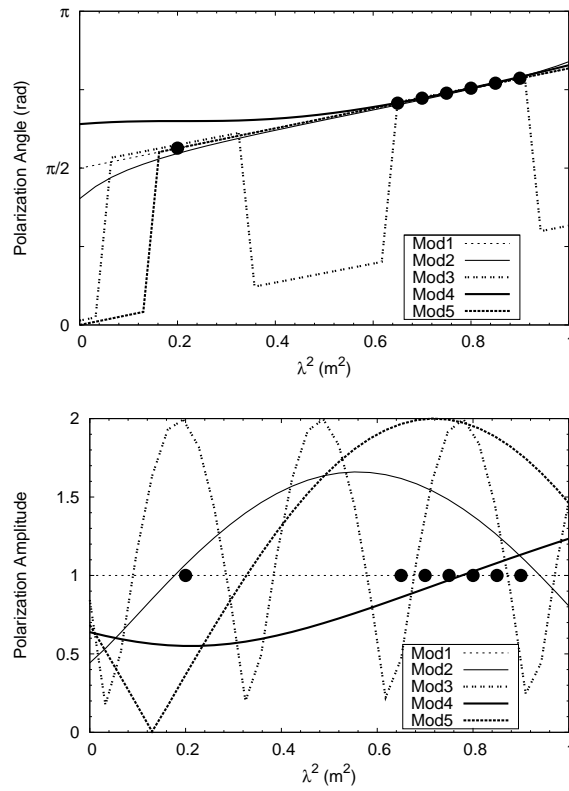 π
π/2
0
Polarization Angle (rad)
Mod1
Mod2
Mod3
Mod4
Mod5
0 0.2 0.4 0.6 0.8 1
λ² (m²)
2
1.5
1
0.5
0
Polarization Amplitude
Mod1
Mod2
Mod3
Mod4
Mod5
0 0.2 0.4 0.6 0.8 1
λ² (m²)